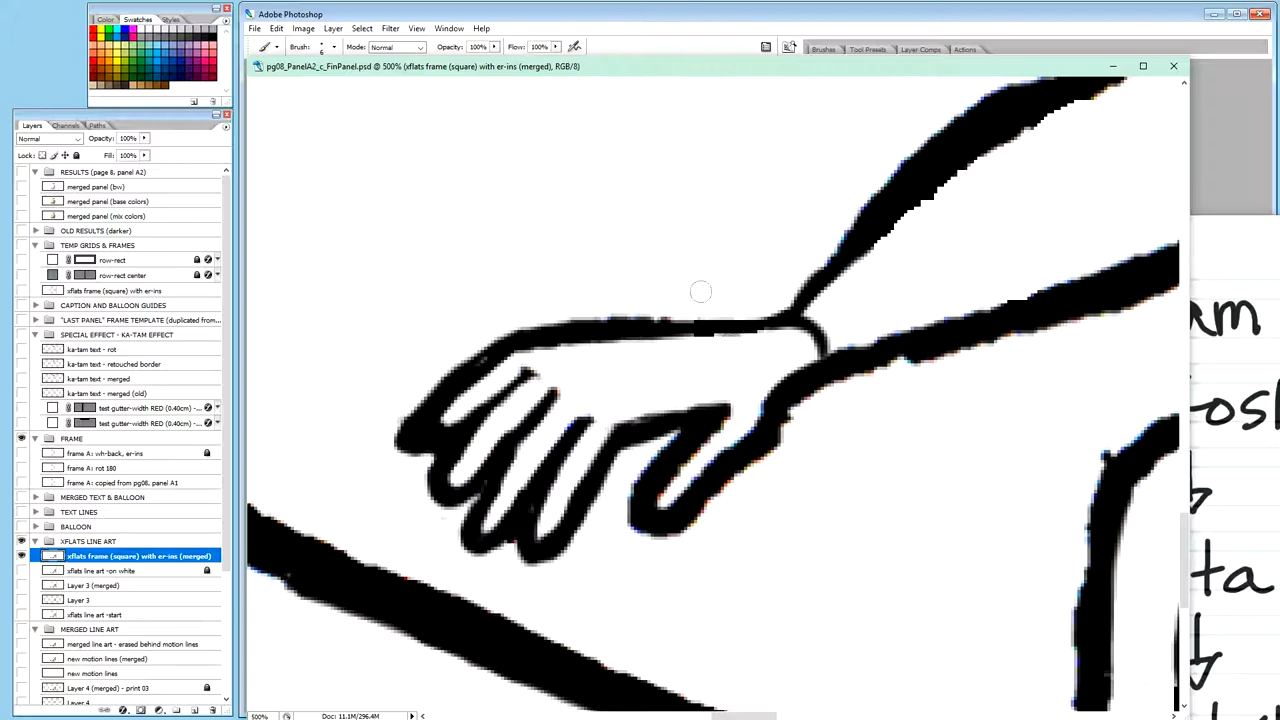 Color Swatches Styles
Adobe Photoshop
File Edit Image Layer Select Filter View Window Help
Brush: 6 Mode: Normal Opacity: 100% Flow: 100%
Brushes Tool Presets Layer Comps Actions
pg08_PanelA2_c_FinPanel.psd @ 500% (xflats frame (square) with er-ins (merged), RGB/8)
Layers Channels Paths
Normal Opacity: 100%
Lock: Fill: 100%
RESULTS (page 8, panel A2)
merged panel (bw)
merged panel (base colors)
merged panel (mix colors)
OLD RESULTS (darker)
TEMP GRIDS & FRAMES
row-rect
row-rect center
xflats frame (square) with er-ins
CAPTION AND BALLOON GUIDES
"LAST PANEL" FRAME TEMPLATE (duplicated from...
SPECIAL EFFECT - KA-TAM EFFECT
ka-tam text - rot
ka-tam text - retouched border
ka-tam text - merged
ka-tam text - merged (old)
test gutter-width RED (0.40cm) -...
test gutter-width RED (0.40cm) -...
FRAME
frame A: wh-back, er-ins
frame A: rot 180
frame A: copied from pg08, panel A1
MERGED TEXT & BALLOON
TEXT LINES
BALLOON
XFLATS LINE ART
xflats frame (square) with er-ins (merged)
xflats line art -on white
Layer 3 (merged)
Layer 3
xflats line art -start
MERGED LINE ART
merged line art - erased behind motion lines
new motion lines (merged)
new motion lines
Layer 4 (merged) - print 03
Layer 4
500% Doc: 11.1M/296.4M